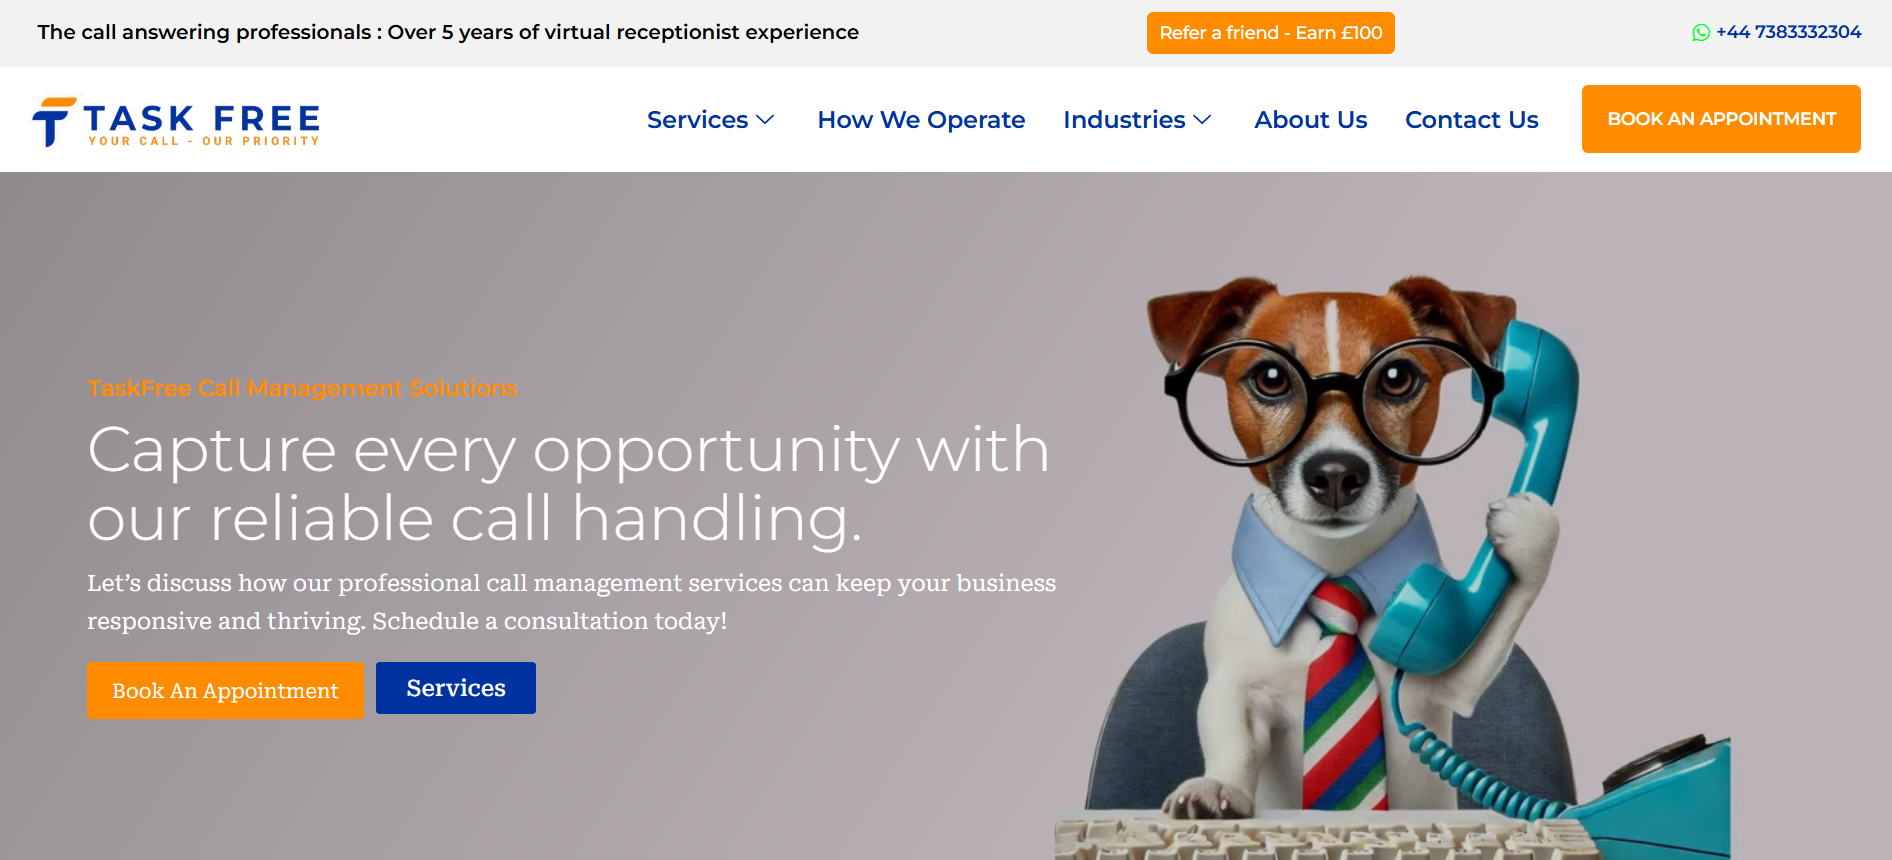 The call answering professionals : Over 5 years of virtual receptionist experience
Refer a friend - Earn £100
+44 7383332304
TASK FREE
YOUR CALL - OUR PRIORITY
Services
How We Operate
Industries
About Us
Contact Us
BOOK AN APPOINTMENT
TaskFree Call Management Solutions
Capture every opportunity with
our reliable call handling.
Let’s discuss how our professional call management services can keep your business
responsive and thriving. Schedule a consultation today!
Book An Appointment
Services